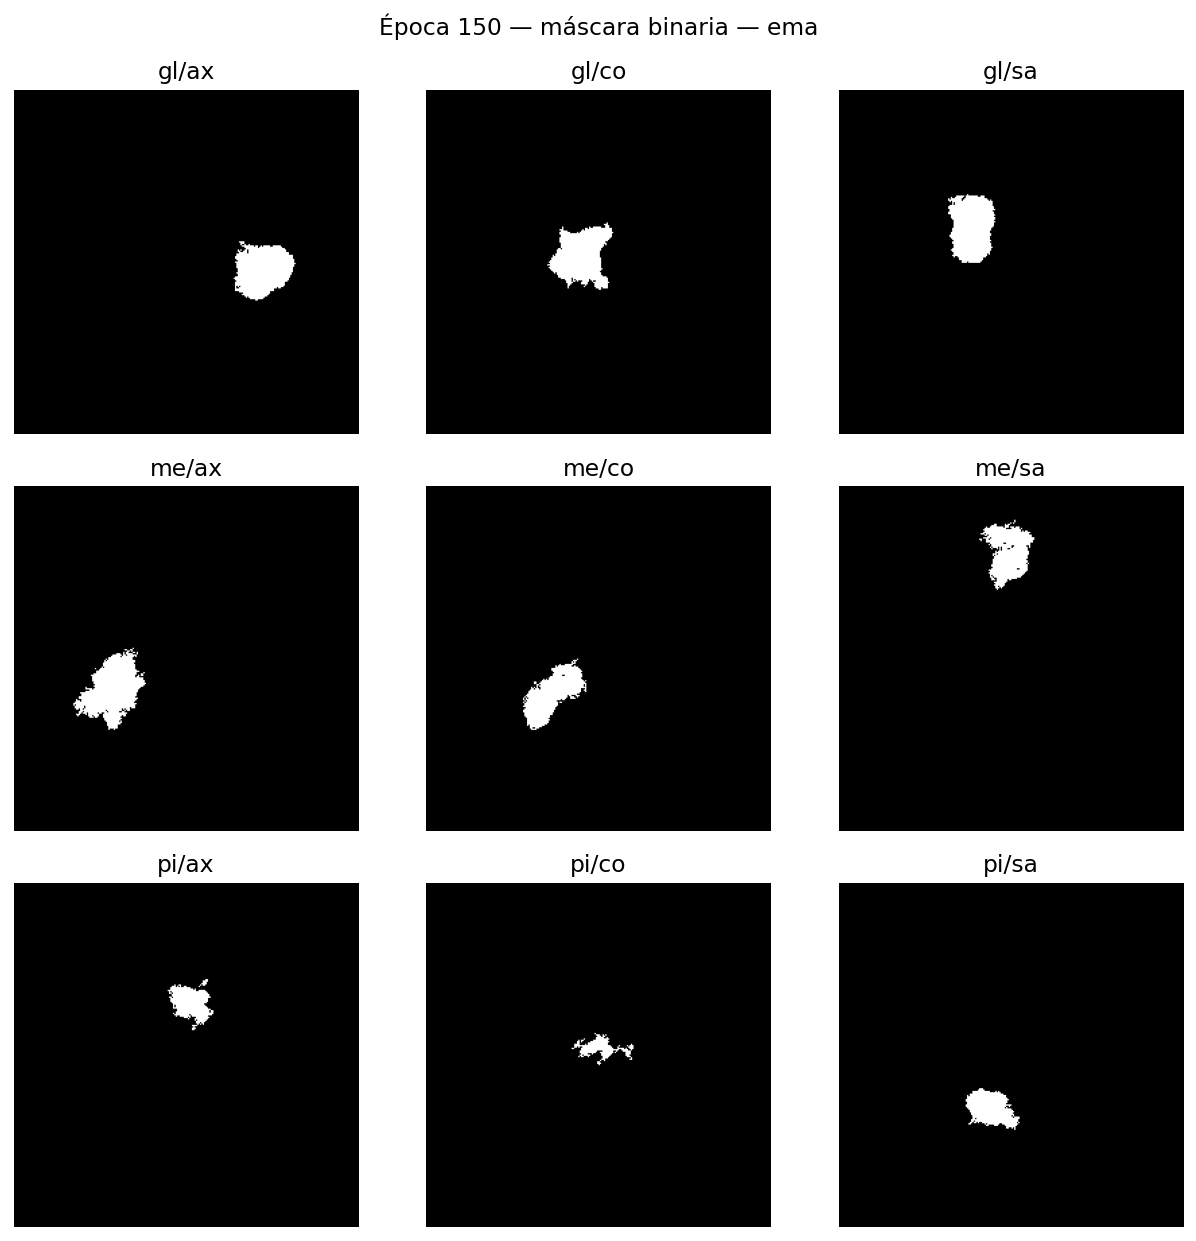 Época 150 — máscara binaria — ema
gl/ax
gl/co
gl/sa
me/ax
me/co
me/sa
pi/ax
pi/co
pi/sa